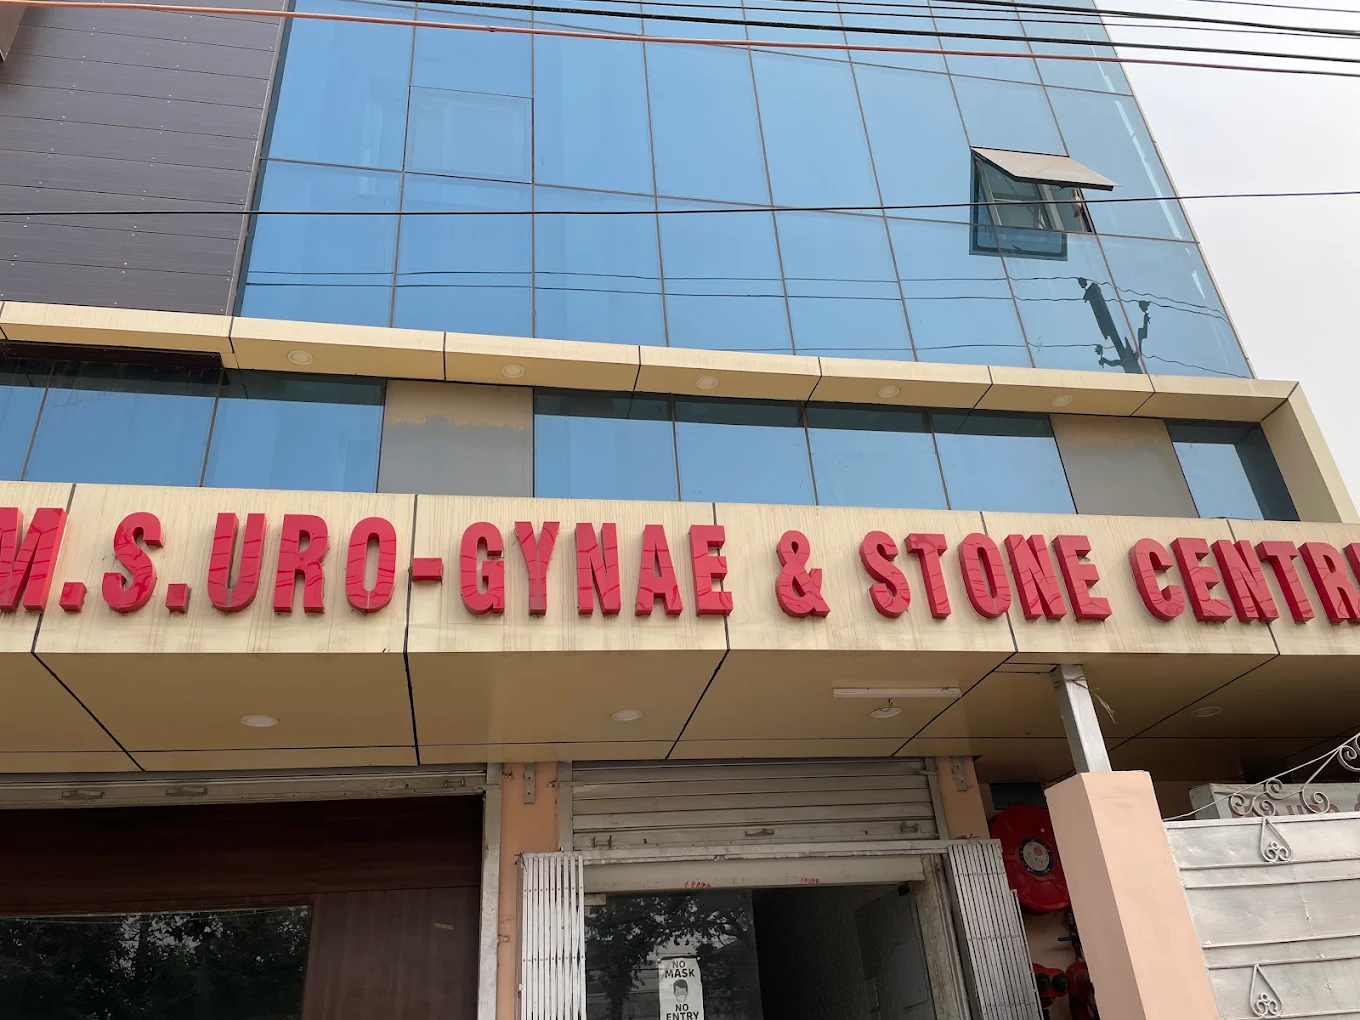 M.S. URO-GYNAE & STONE CENTR
NO
MASK
NO
ENTRY